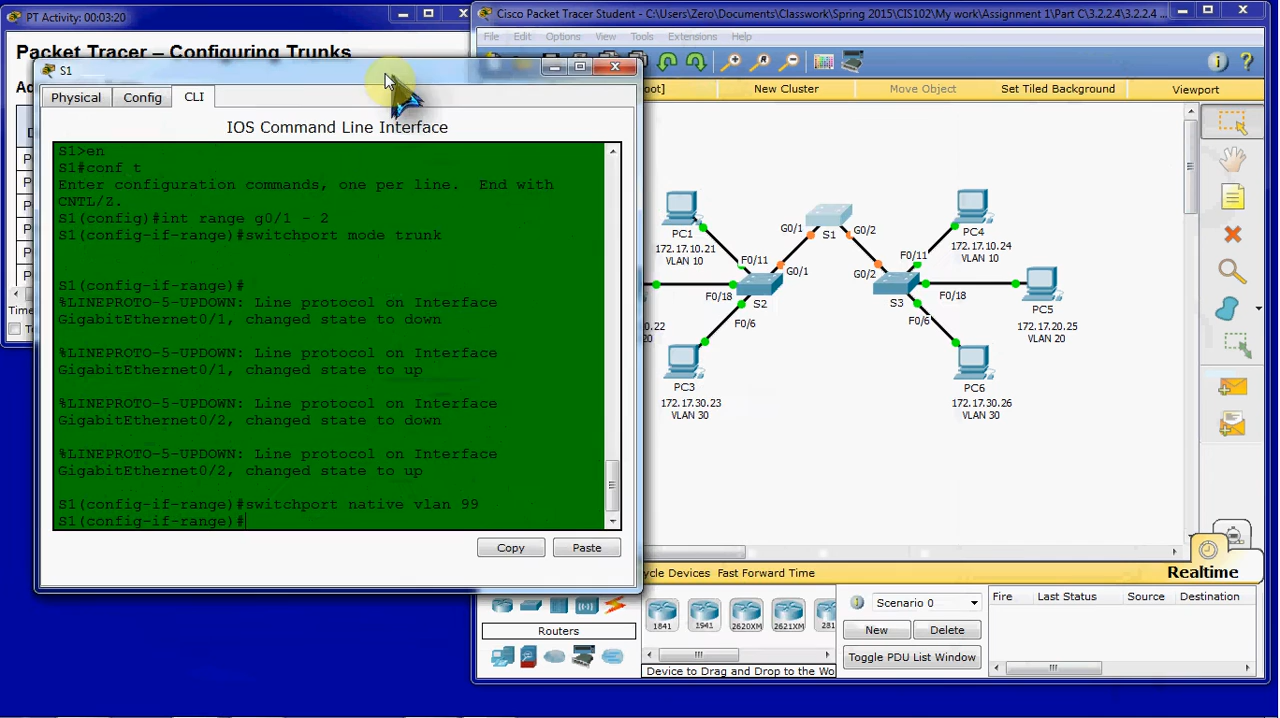 PT Activity: 00:03:20
Packet Tracer – Configuring Trunks
S1
Physical
Config
CLI
IOS Command Line Interface
S1>en
S1#conf t
Enter configuration commands, one per line.  End with
CNTL/Z.
S1(config)#int range g0/1 - 2
S1(config-if-range)#switchport mode trunk
S1(config-if-range)#
%LINEPROTO-5-UPDOWN: Line protocol on Interface
GigabitEthernet0/1, changed state to down
%LINEPROTO-5-UPDOWN: Line protocol on Interface
GigabitEthernet0/1, changed state to up
%LINEPROTO-5-UPDOWN: Line protocol on Interface
GigabitEthernet0/2, changed state to down
%LINEPROTO-5-UPDOWN: Line protocol on Interface
GigabitEthernet0/2, changed state to up
S1(config-if-range)#switchport native vlan 99
S1(config-if-range)#
Copy
Paste
Cisco Packet Tracer Student - C:\Users\Zero\Documents\Classwork\Spring 2015\CIS102\My work\Assignment 1\Part C\3.2.2.4\3.2.2.4 ...
File Edit Options View Tools Extensions Help
New Cluster
Move Object
Set Tiled Background
Viewport
PC1
172.17.10.21
VLAN 10
G0/1
S1
G0/2
PC4
172.17.10.24
VLAN 10
F0/11
G0/1
S2
F0/18
F0/6
G0/2
F0/11
S3
F0/18
F0/6
PC5
172.17.20.25
VLAN 20
PC3
172.17.30.23
VLAN 30
PC6
172.17.30.26
VLAN 30
Fast Forward Time
Realtime
Routers
1841
1941
2620XM
2621XM
Device to Drag and Drop to the Wo
Scenario 0
New
Delete
Toggle PDU List Window
Fire
Last Status
Source
Destination